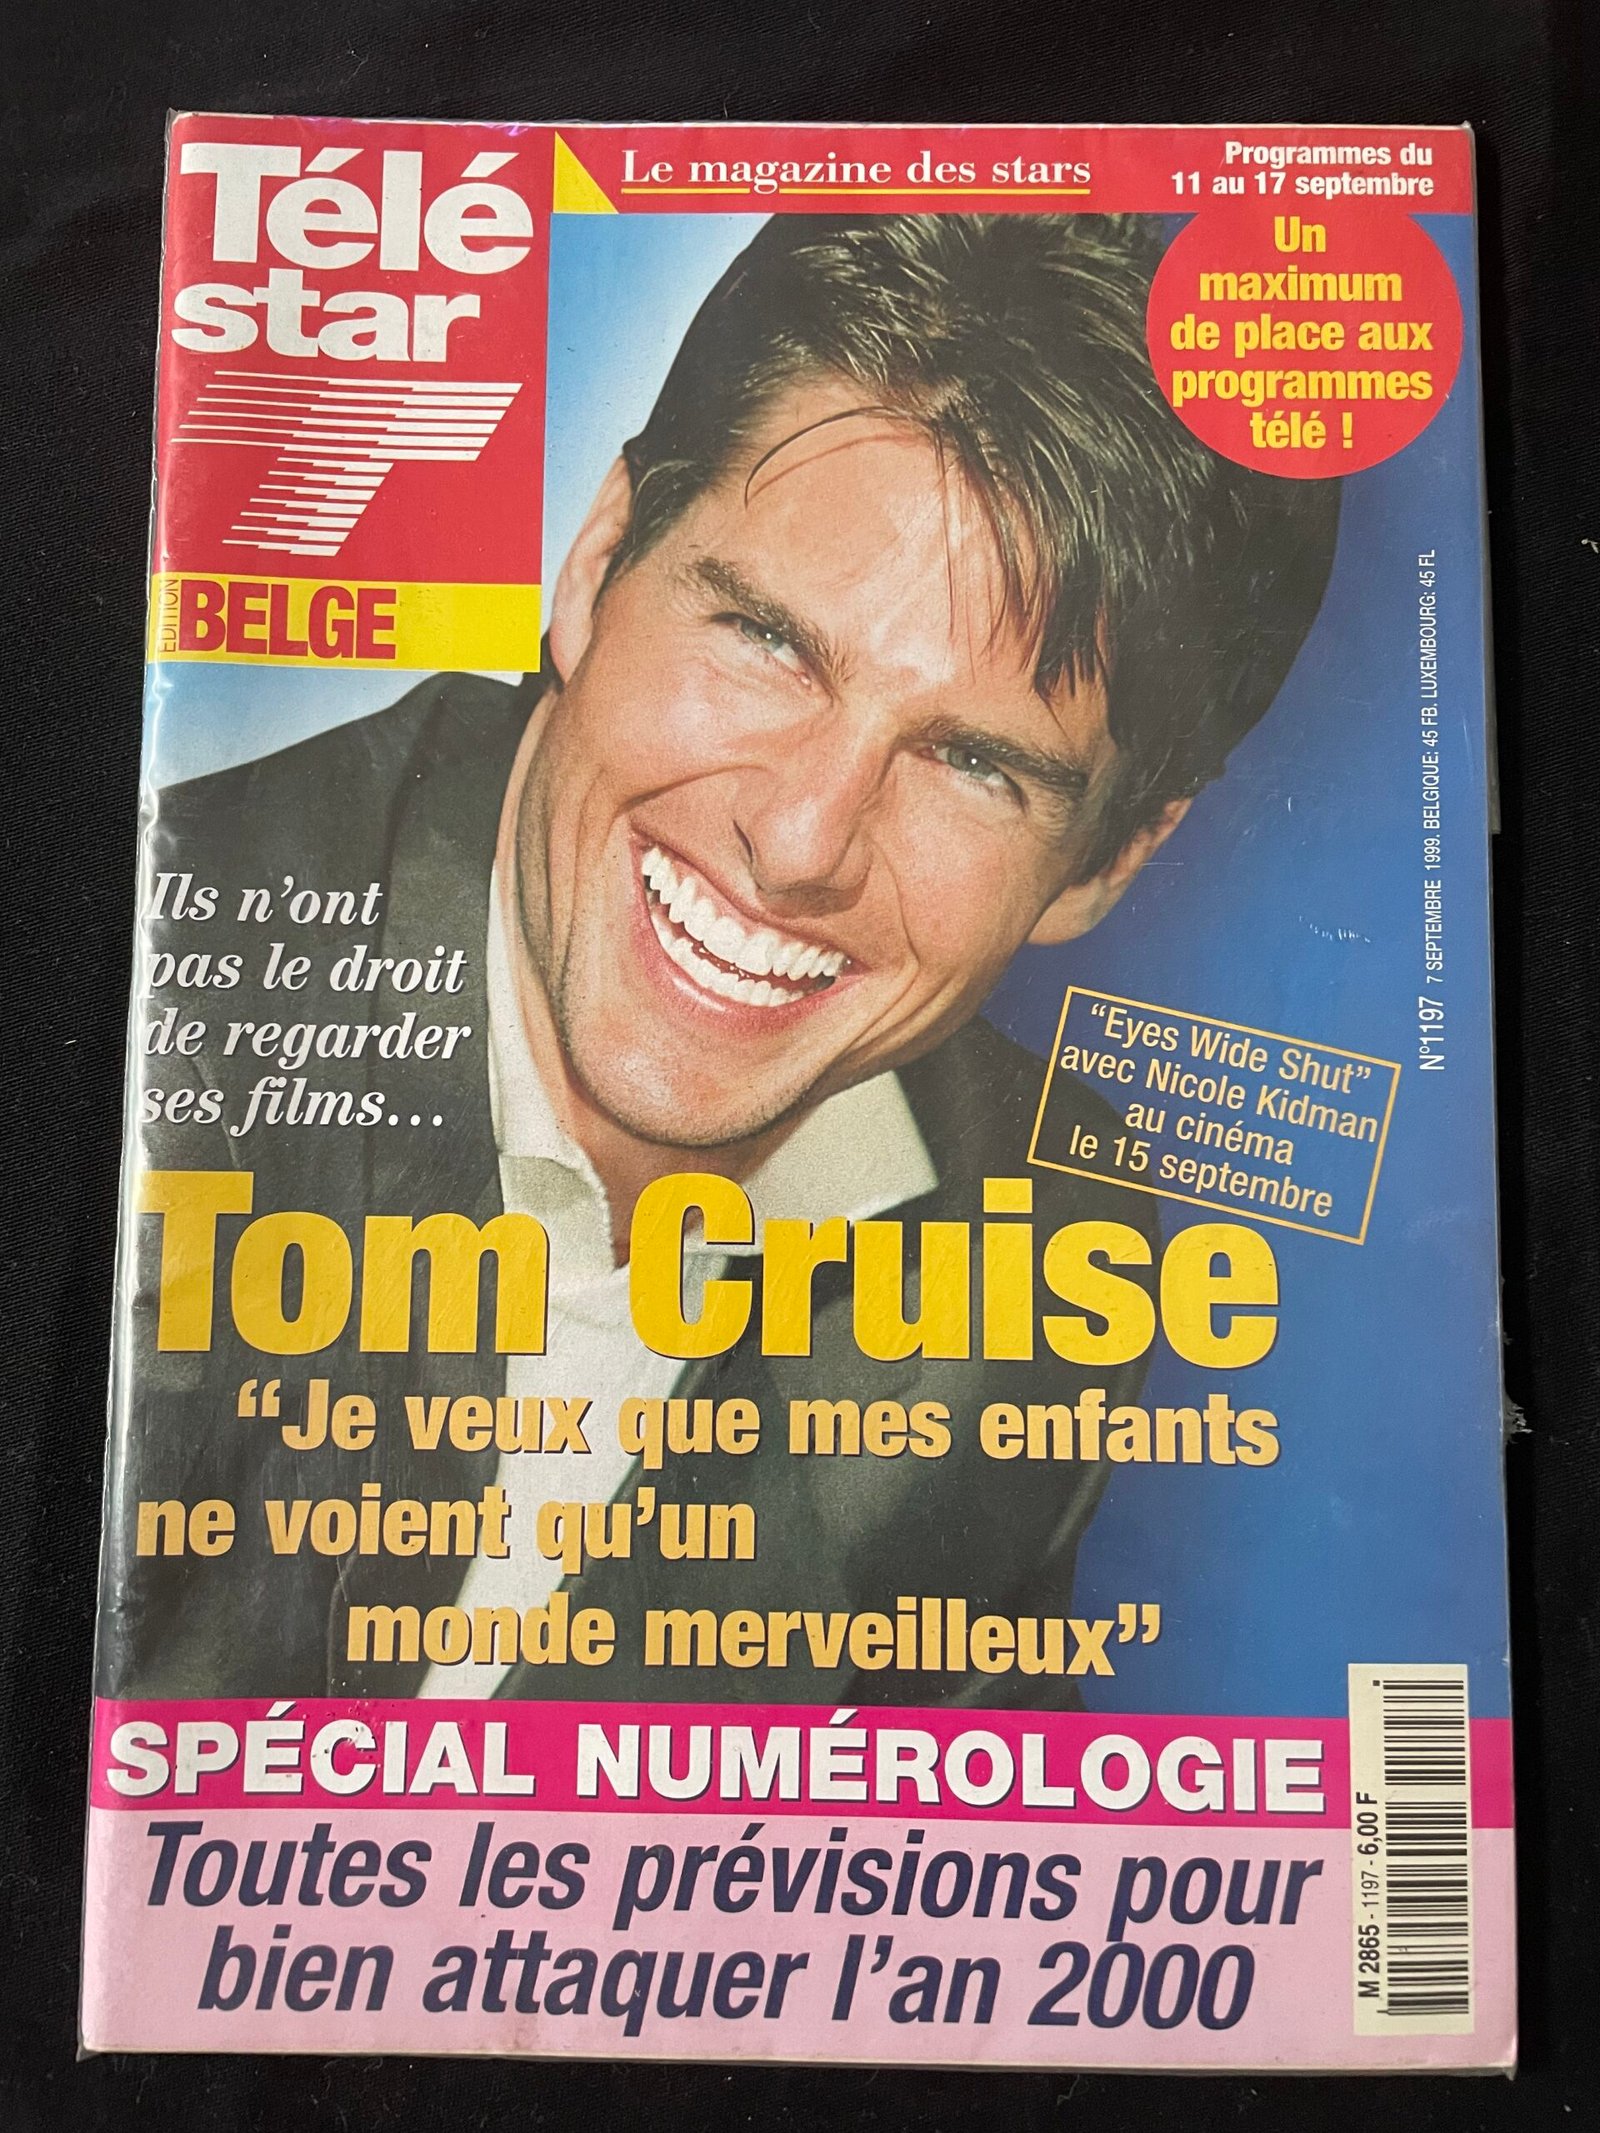 Télé
star
EDITION
BELGE
Le magazine des stars
Programmes du
11 au 17 septembre
Un
maximum
de place aux
programmes
télé !
N°1197 7 SEPTEMBRE 1999. BELGIQUE: 45 FB. LUXEMBOURG: 45 FL
Ils n’ont
pas le droit
de regarder
ses films...
“Eyes Wide Shut”
avec Nicole Kidman
au cinéma
le 15 septembre
Tom Cruise
“Je veux que mes enfants
ne voient qu’un
monde merveilleux”
SPÉCIAL NUMÉROLOGIE
Toutes les prévisions pour
bien attaquer l’an 2000
M 2865 - 1197 - 6,00 F